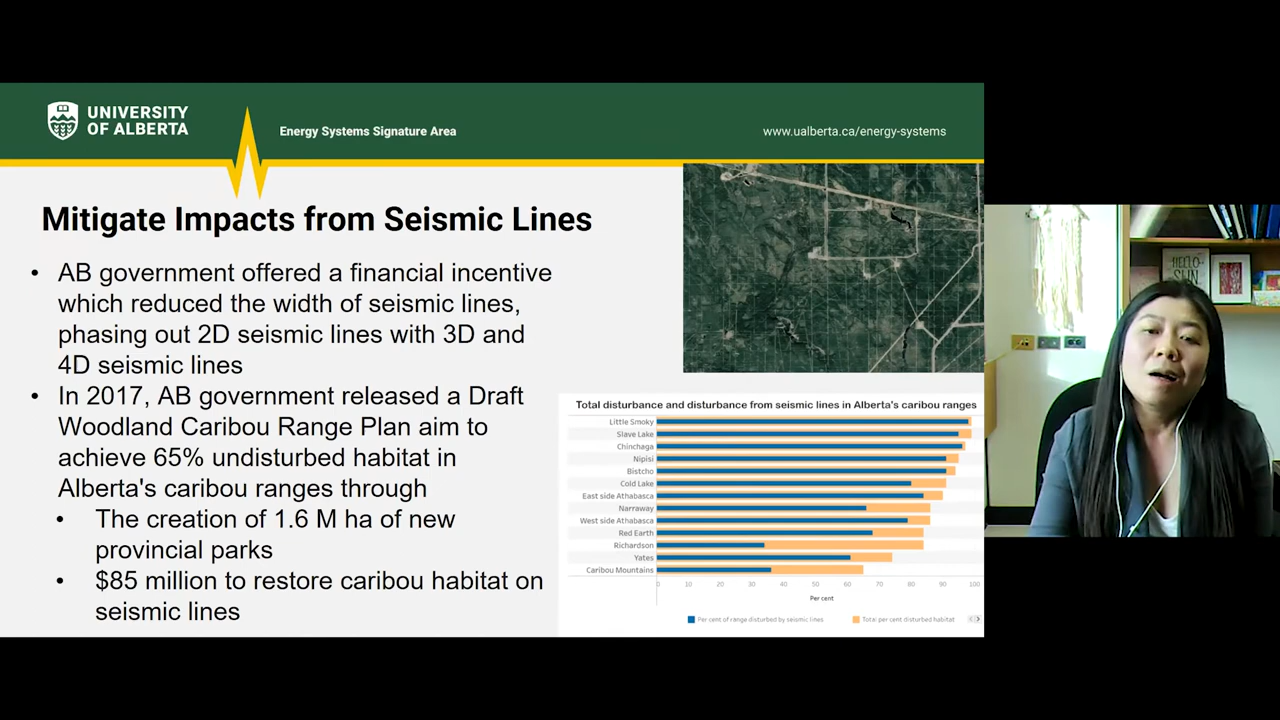 UNIVERSITY
OF ALBERTA
Energy Systems Signature Area
www.ualberta.ca/energy-systems
Mitigate Impacts from Seismic Lines
• AB government offered a financial incentive
which reduced the width of seismic lines,
phasing out 2D seismic lines with 3D and
4D seismic lines
• In 2017, AB government released a Draft
Woodland Caribou Range Plan aim to
achieve 65% undisturbed habitat in
Alberta's caribou ranges through
• The creation of 1.6 M ha of new
provincial parks
• $85 million to restore caribou habitat on
seismic lines
Total disturbance and disturbance from seismic lines in Alberta's caribou ranges
Little Smoky
Slave Lake
Chinchaga
Nipisi
Bistcho
Cold Lake
East side Athabasca
Narraway
West side Athabasca
Red Earth
Richardson
Yates
Caribou Mountains
0 10 20 30 40 50 60 70 80 90 100
Per cent
Per cent of range disturbed by seismic lines
Total per cent disturbed habitat
HELLO
SUN